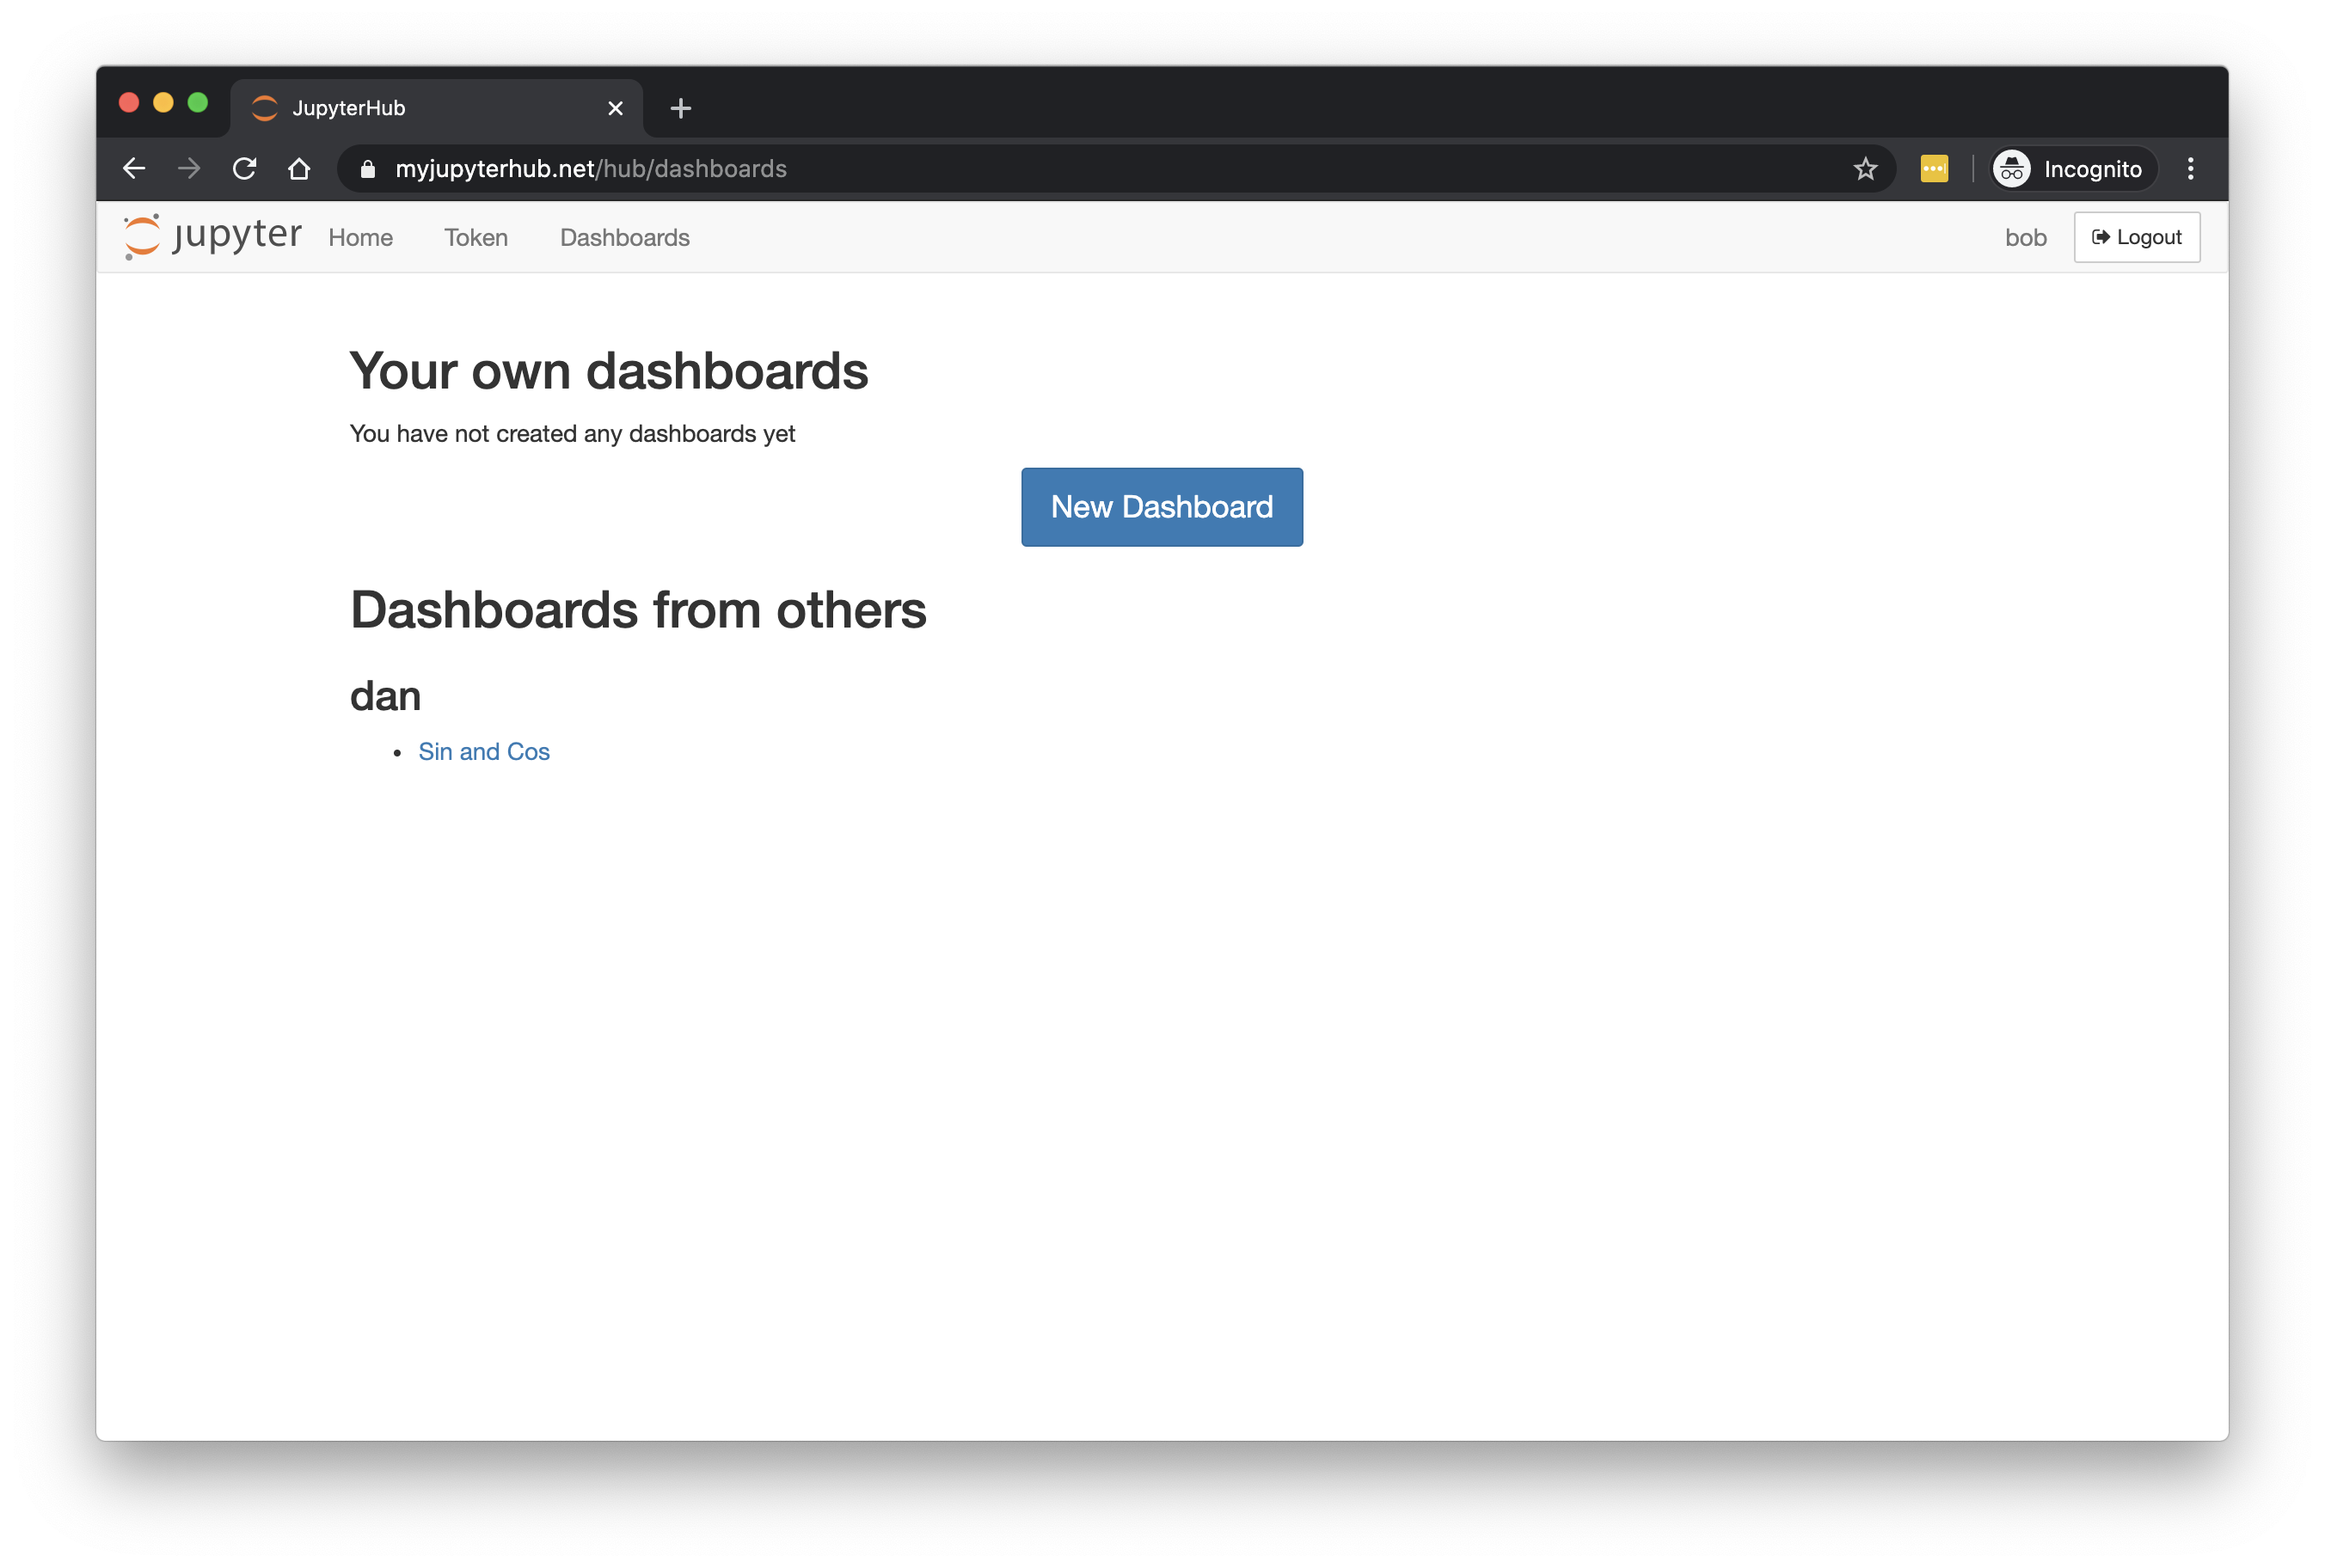 JupyterHub
myjupyterhub.net/hub/dashboards
Incognito
jupyter Home Token Dashboards bob Logout
Your own dashboards
You have not created any dashboards yet
New Dashboard
Dashboards from others
dan
• Sin and Cos